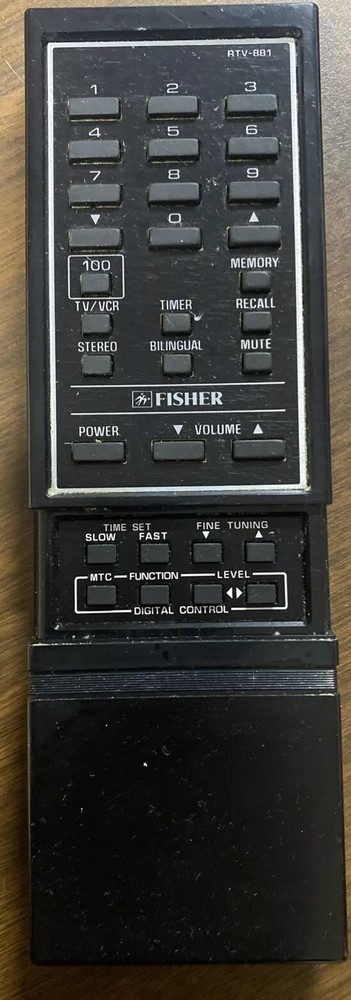 RTV-881
1 2 3
4 5 6
7 8 9
▼ 0 ▲
100 MEMORY
TV/VCR TIMER RECALL
STEREO BILINGUAL MUTE
FISHER
POWER ▼ VOLUME ▲
TIME SET FINE TUNING
SLOW FAST ▼ ▲
MTC FUNCTION LEVEL
◀▶
DIGITAL CONTROL